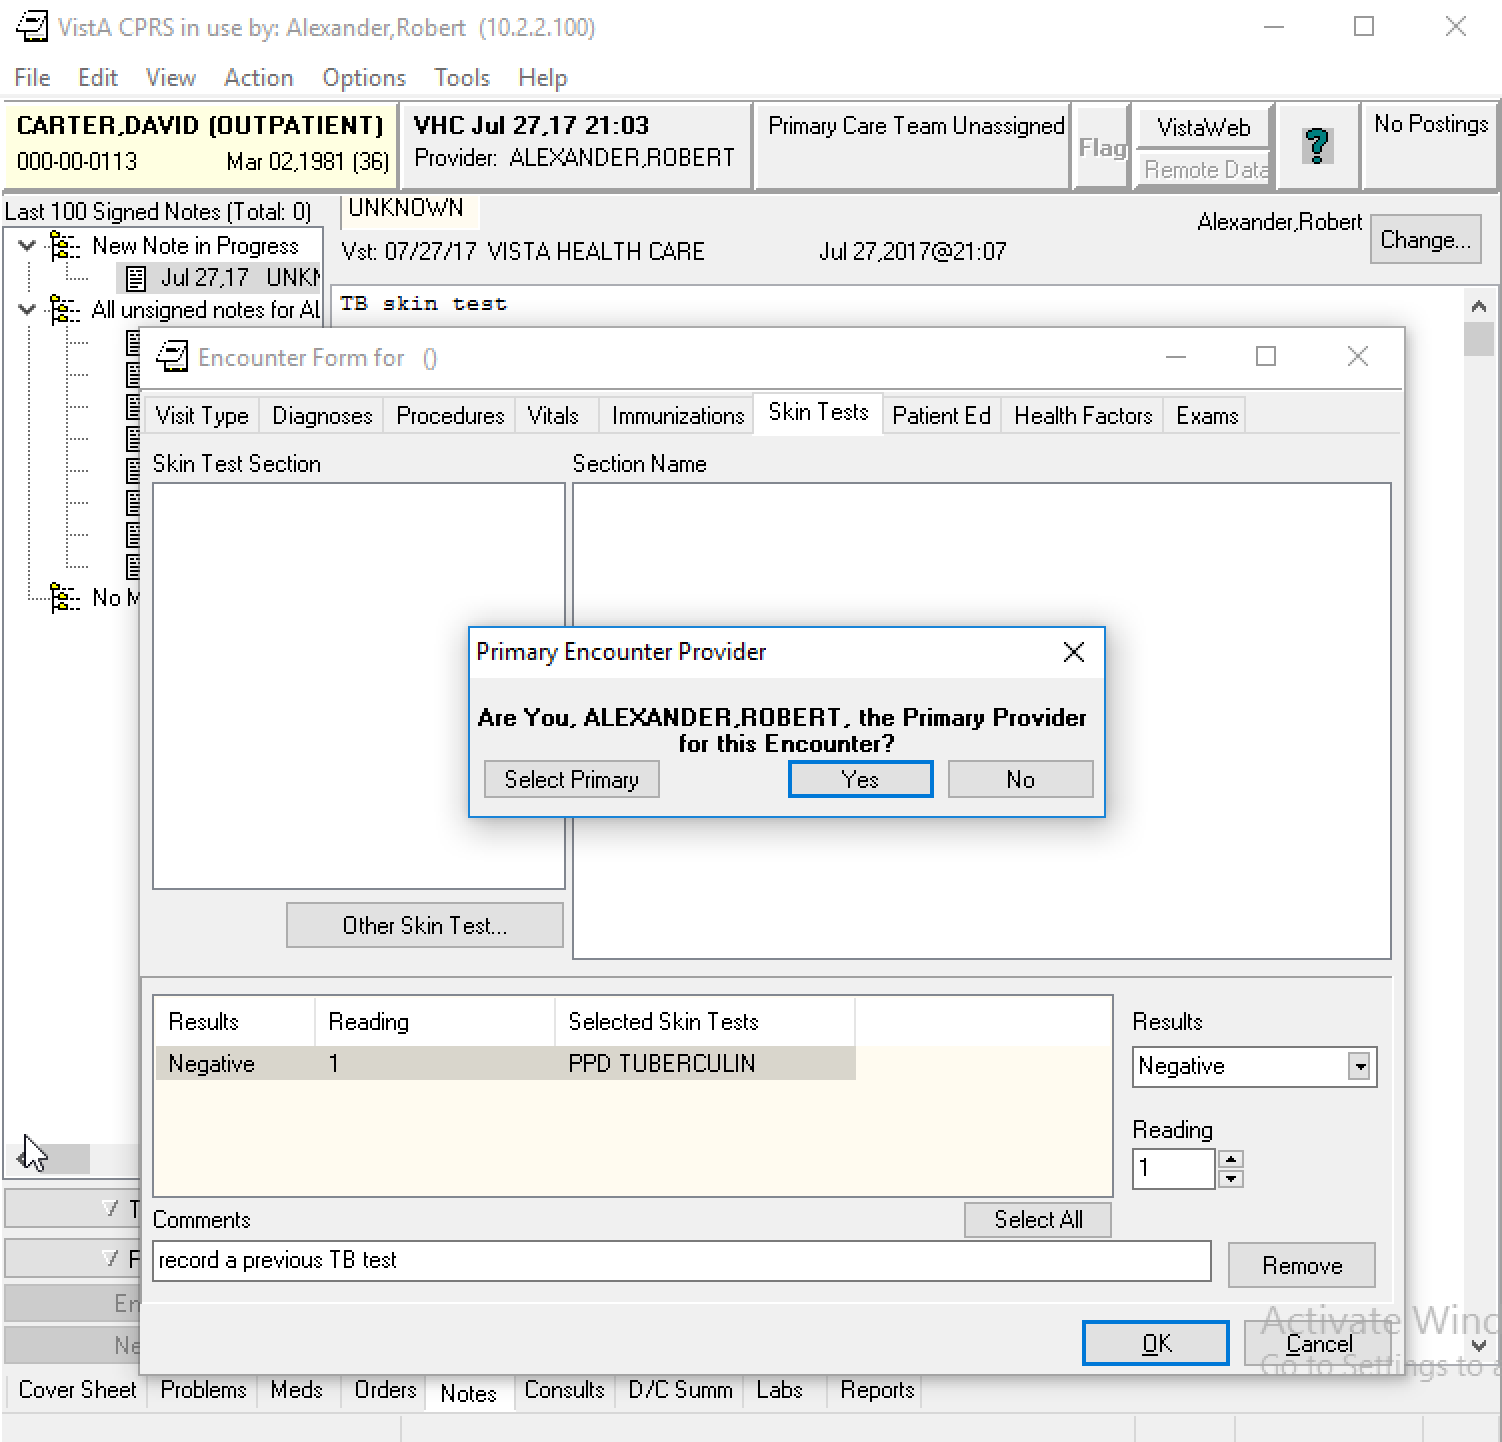 VistA CPRS in use by: Alexander,Robert (10.2.2.100)
File Edit View Action Options Tools Help
CARTER,DAVID (OUTPATIENT)
000-00-0113 Mar 02,1981 (36)
VHC Jul 27,17 21:03
Provider: ALEXANDER,ROBERT
Primary Care Team Unassigned
Flag
VistaWeb
Remote Data
?
No Postings
Last 100 Signed Notes (Total: 0)
New Note in Progress
Jul 27,17
All unsigned notes for
No
UNKNOWN
Vst: 07/27/17 VISTA HEALTH CARE Jul 27,2017@21:07
Alexander,Robert
Change...
TB skin test
Encounter Form for ()
Visit Type Diagnoses Procedures Vitals Immunizations Skin Tests Patient Ed Health Factors Exams
Skin Test Section
Section Name
Primary Encounter Provider
Are You, ALEXANDER,ROBERT, the Primary Provider
for this Encounter?
Select Primary Yes No
Other Skin Test...
Results Reading Selected Skin Tests
Negative 1 PPD TUBERCULIN
Results
Negative
Reading
1
Comments
Select All
record a previous TB test
Remove
OK Cancel
Activate
Go to Settings to
Cover Sheet Problems Meds Orders Notes Consults D/C Summ Labs Reports